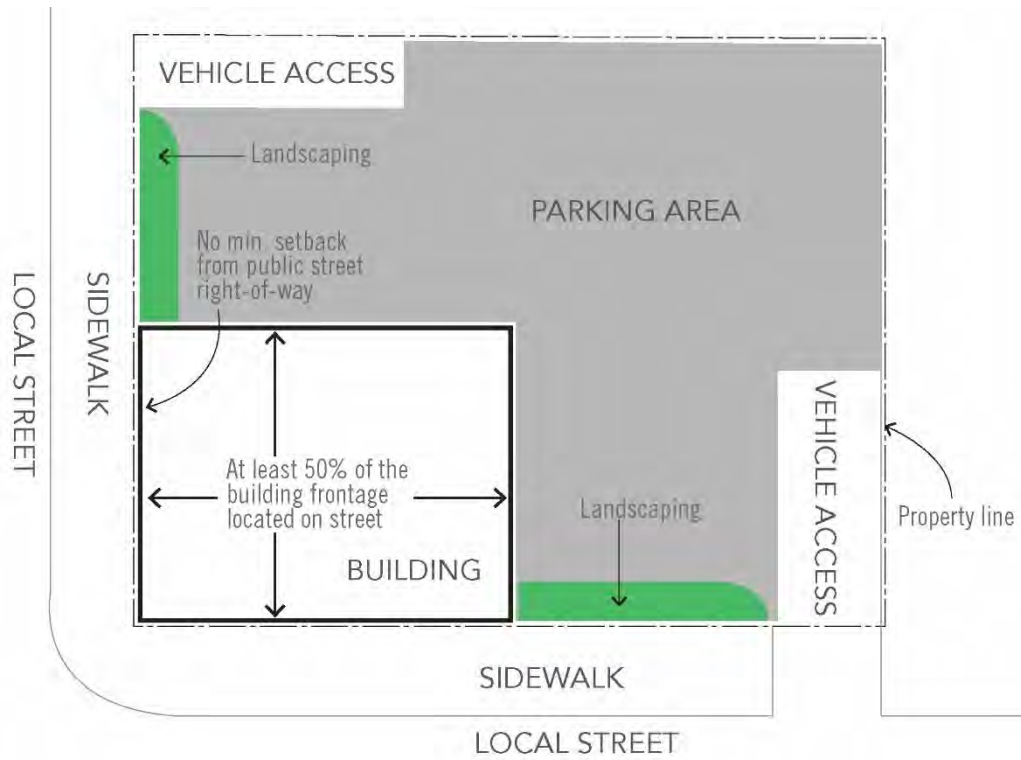 VEHICLE ACCESS
Landscaping
PARKING AREA
No min. setback
from public street
right-of-way
LOCAL STREET
SIDEWALK
At least 50% of the
building frontage
located on street
BUILDING
Landscaping
VEHICLE ACCESS
Property line
SIDEWALK
LOCAL STREET